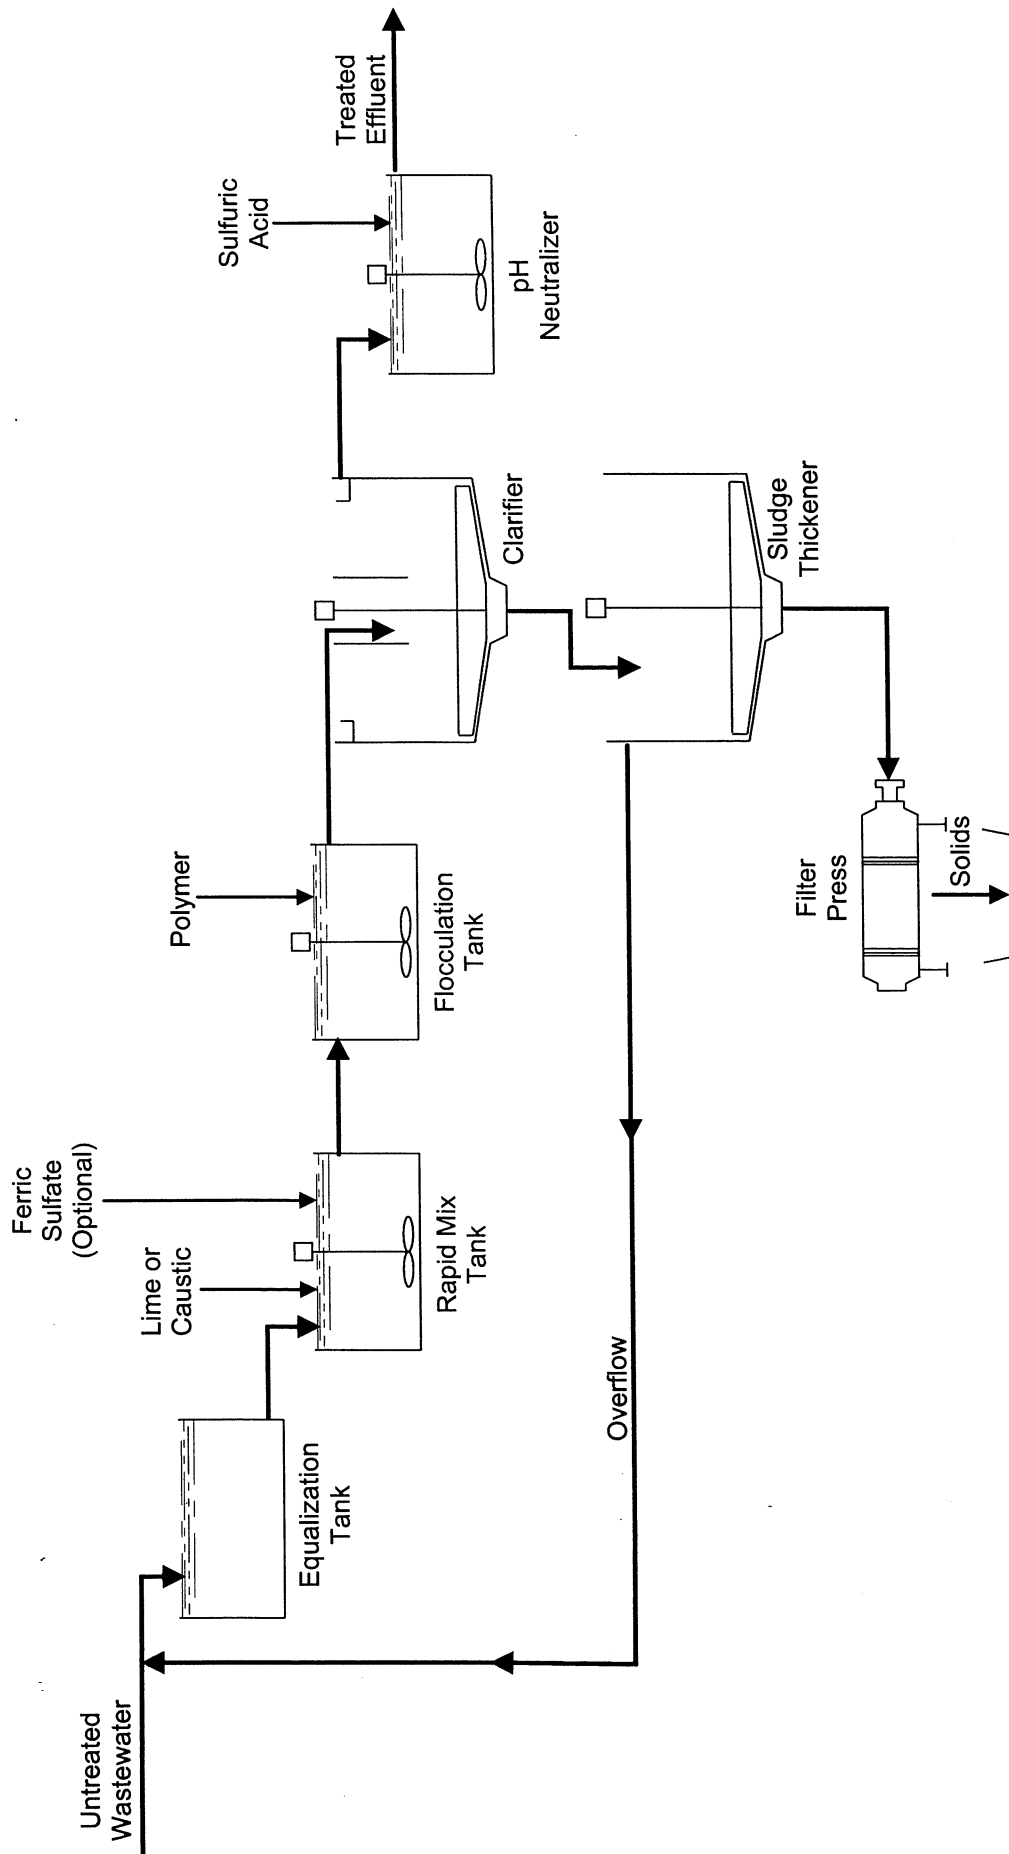 Untreated
Wastewater
Equalization
Tank
Lime or
Caustic
Ferric
Sulfate
(Optional)
Rapid Mix
Tank
Polymer
Flocculation
Tank
Clarifier
Sulfuric
Acid
pH
Neutralizer
Treated
Effluent
Overflow
Sludge
Thickener
Filter
Press
Solids